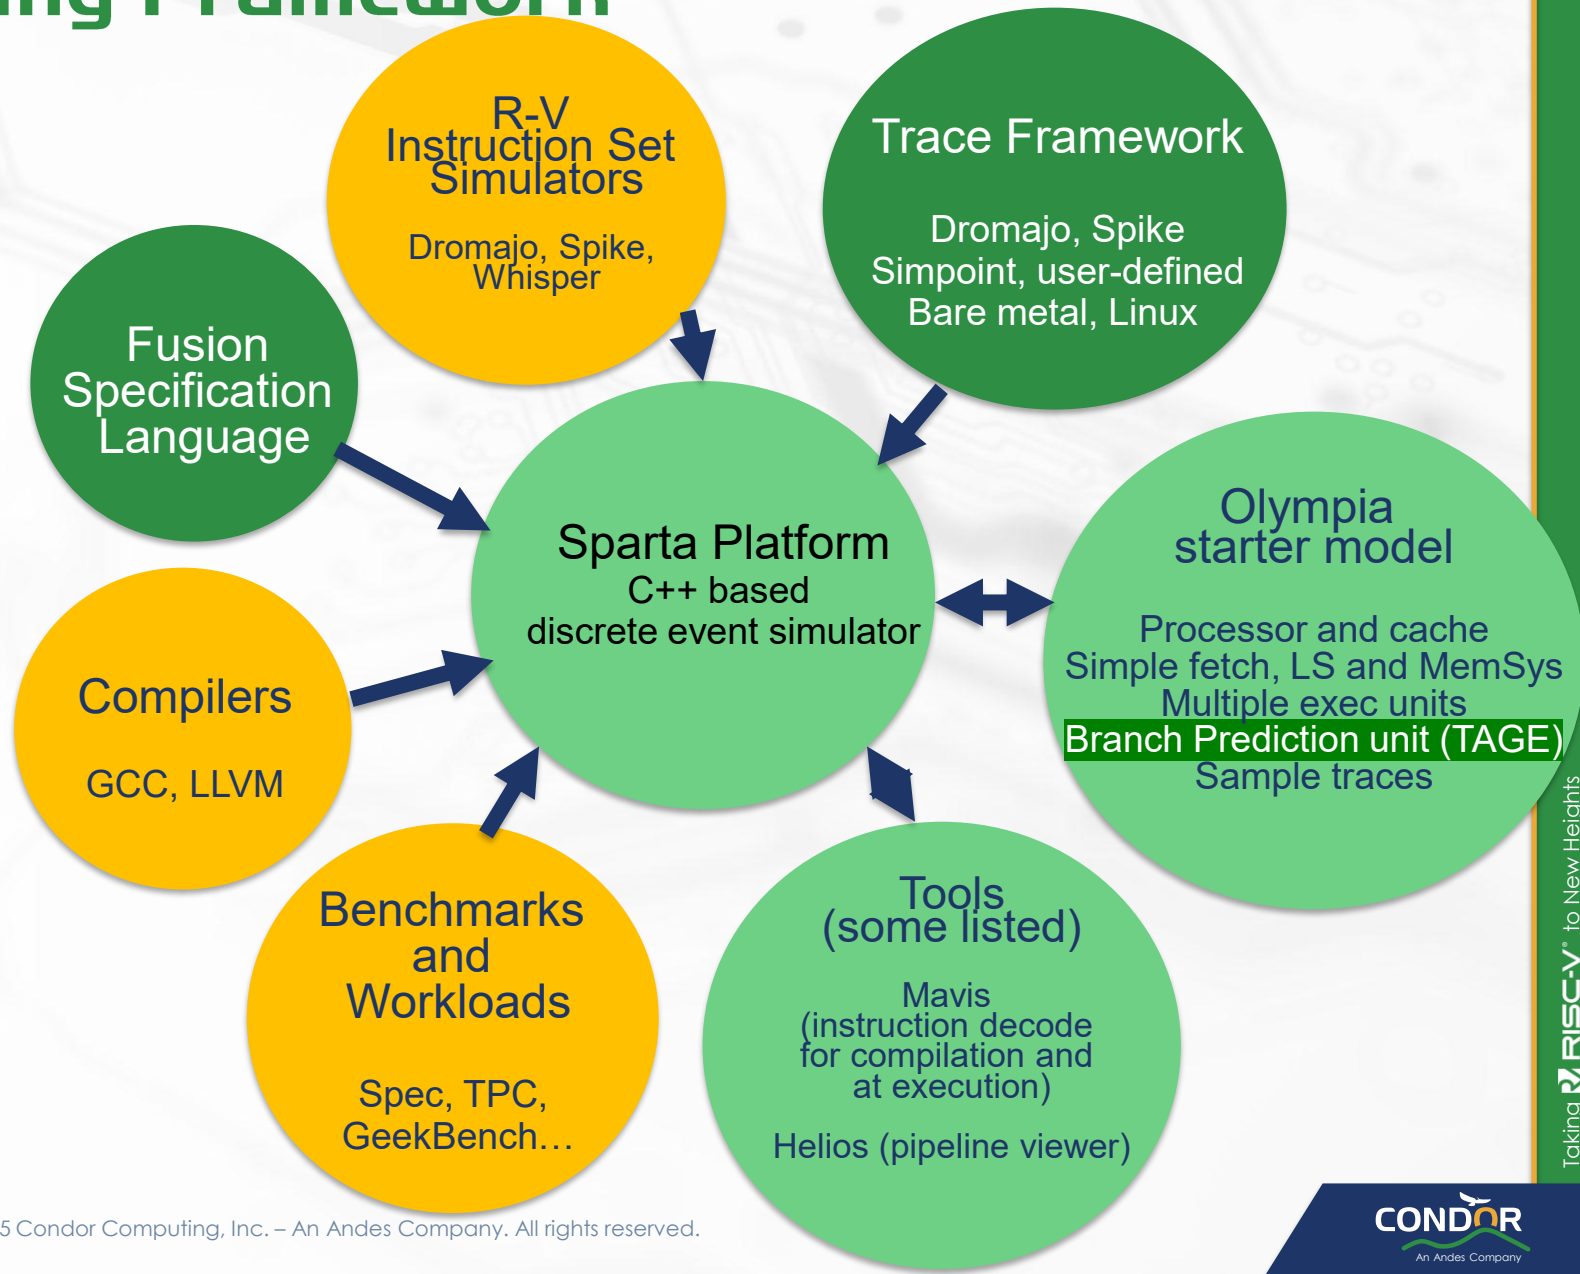 ing Framework
R-V
Instruction Set
Simulators
Dromajo, Spike,
Whisper
Trace Framework
Dromajo, Spike
Simpoint, user-defined
Bare metal, Linux
Fusion
Specification
Language
Sparta Platform
C++ based
discrete event simulator
Olympia
starter model
Processor and cache
Simple fetch, LS and MemSys
Multiple exec units
Branch Prediction unit (TAGE)
Sample traces
Compilers
GCC, LLVM
Benchmarks
and
Workloads
Spec, TPC,
GeekBench…
Tools
(some listed)
Mavis
(instruction decode
for compilation and
at execution)
Helios (pipeline viewer)
Taking RISC-V® to New Heights
5 Condor Computing, Inc. – An Andes Company. All rights reserved.
CONDOR
An Andes Company